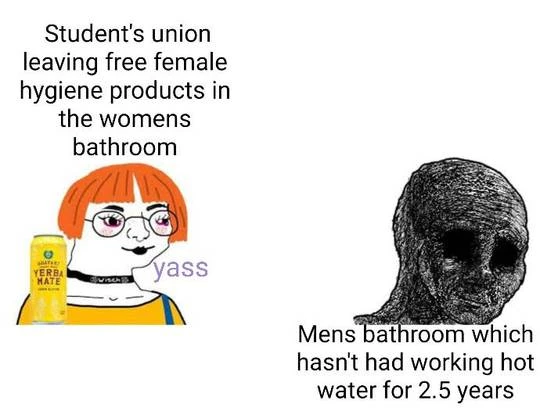 Student's union
leaving free female
hygiene products in
the womens
bathroom
yass
GUAYAKI
YERBA
MATE
Mens bathroom which
hasn't had working hot
water for 2.5 years